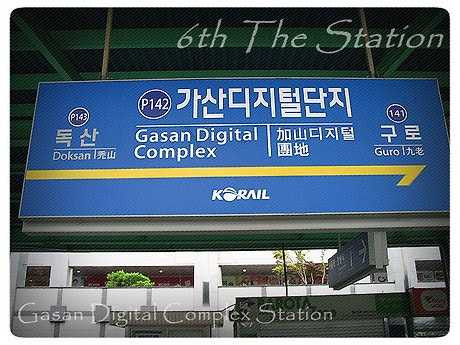 6th The Station
P142 가산디지털단지
P143
독산
Doksan | 禿山
Gasan Digital
Complex
加山디지털
團地
141
구로
Guro | 九老
KORAIL
Gasan Digital Complex Station